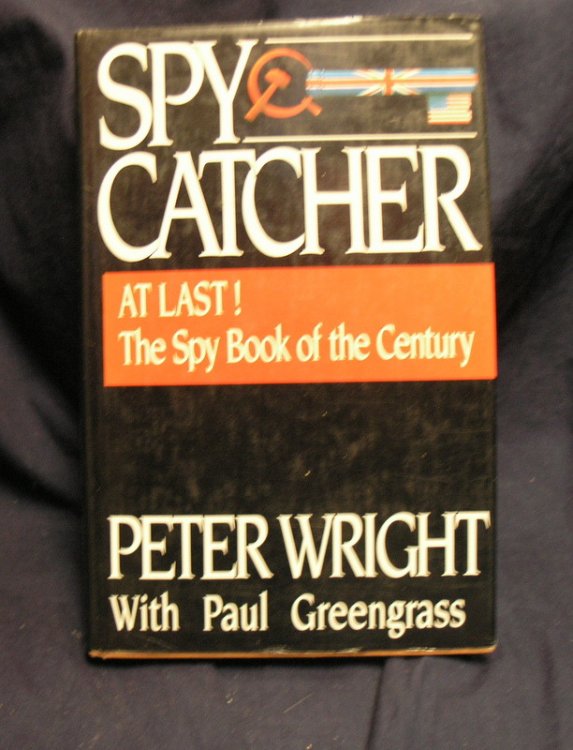 SPY
CATCHER
AT LAST!
The Spy Book of the Century
PETER WRIGHT
With Paul Greengrass